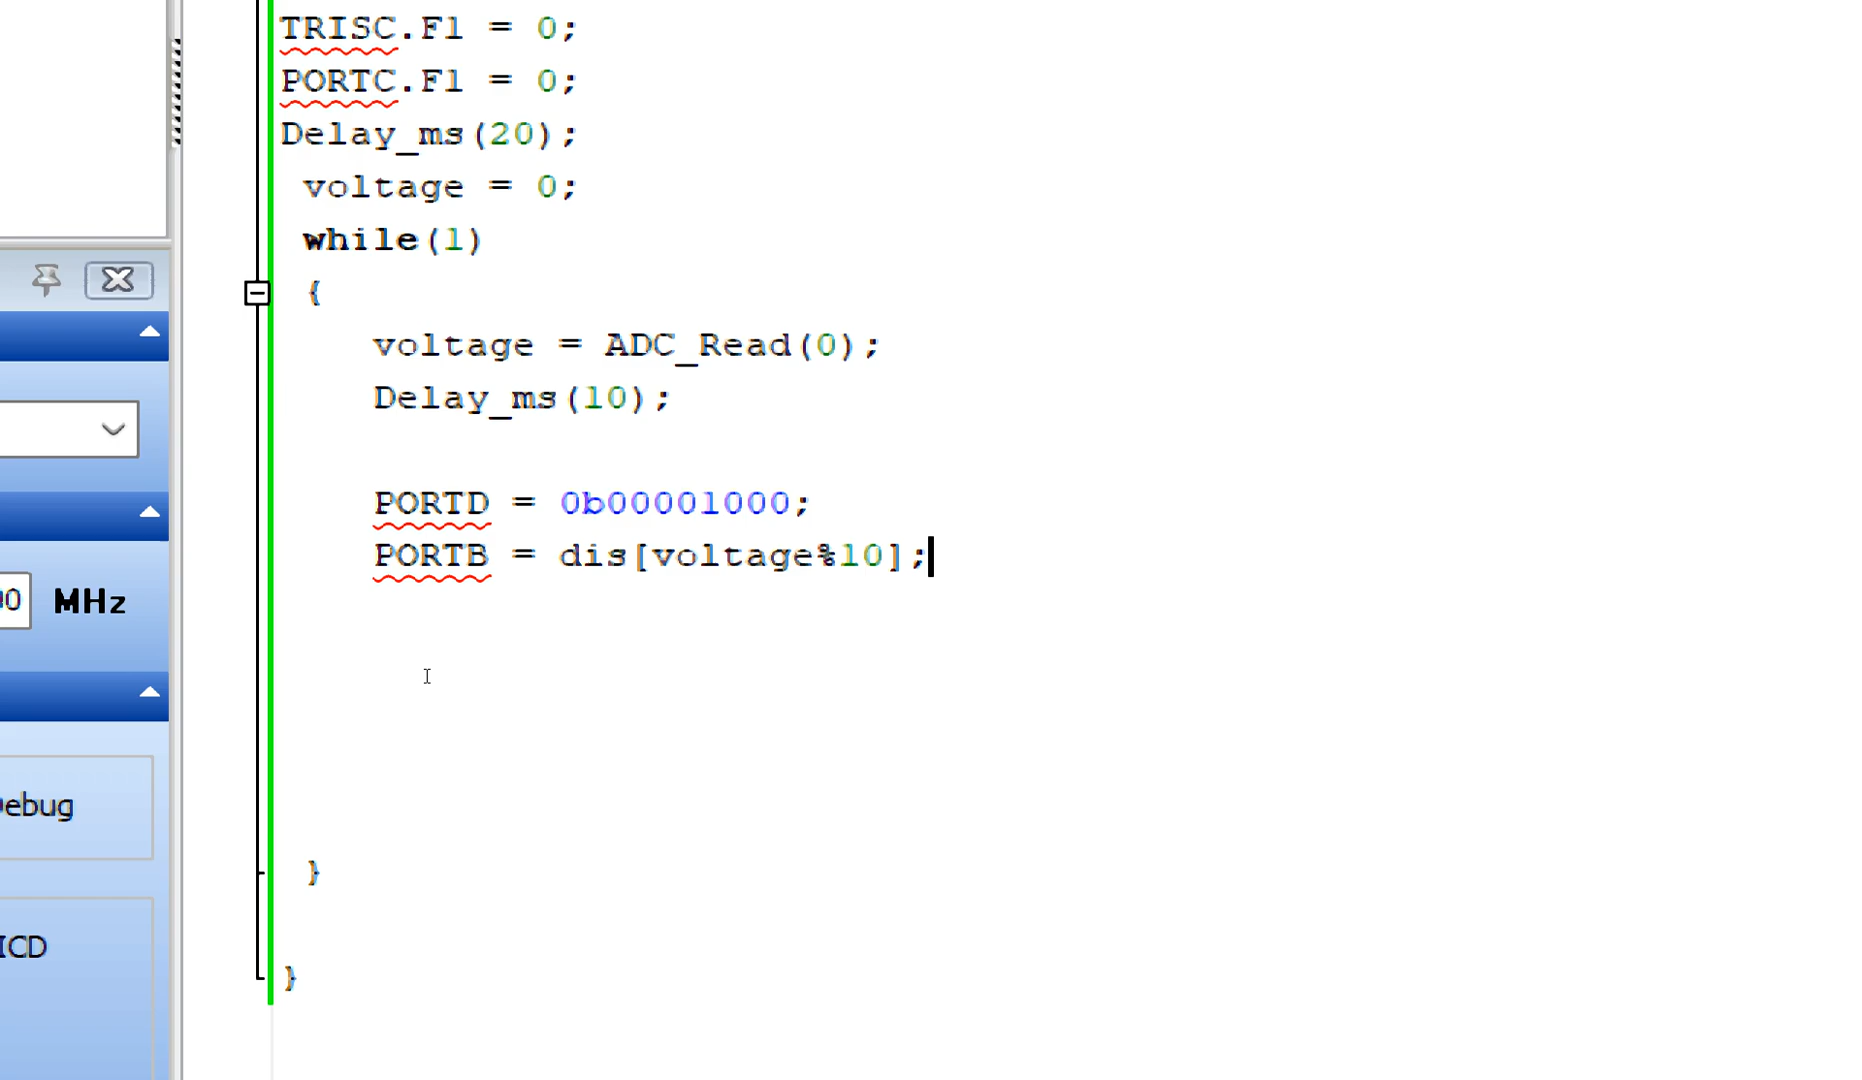 TRISC.F1 = 0;
PORTC.F1 = 0;
Delay_ms(20);
voltage = 0;
while(1)
{
voltage = ADC_Read(0);
Delay_ms(10);
PORTD = 0b00001000;
PORTB = dis[voltage%10];
}
}
0 MHz
ebug
ICD